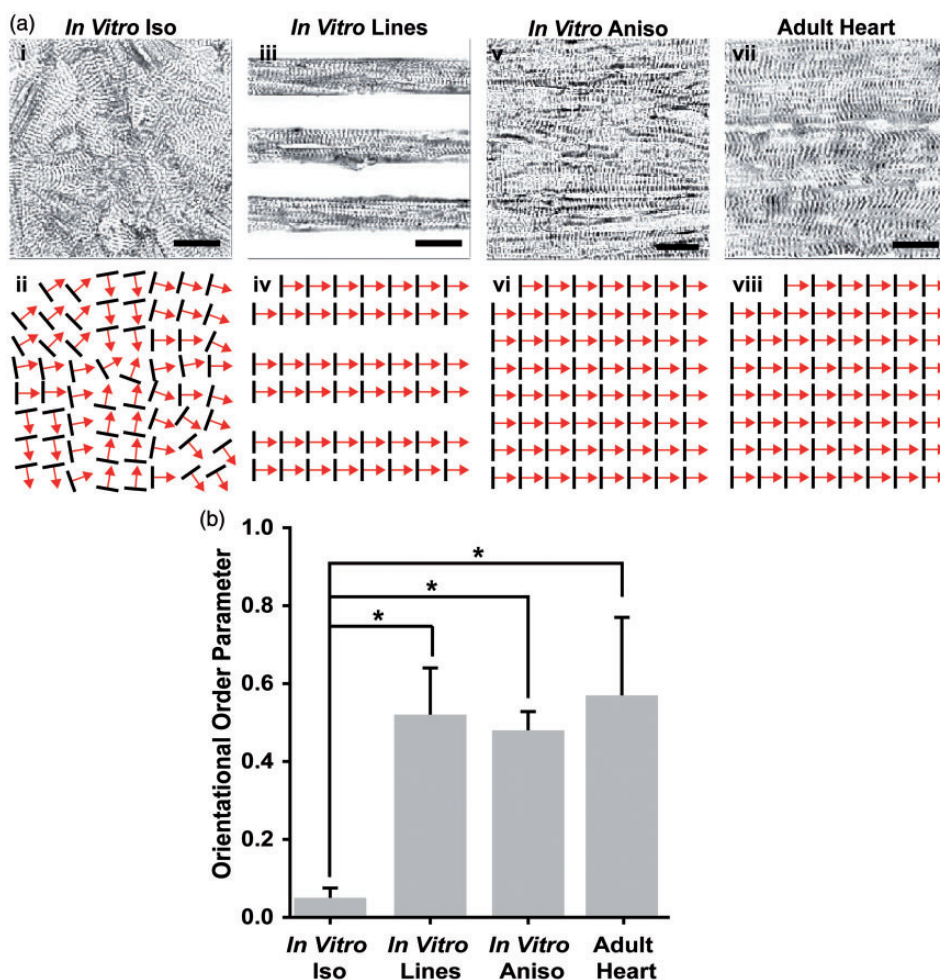 (a)
In Vitro Iso
In Vitro Lines
In Vitro Aniso
Adult Heart
i
iii
v
vii
ii
iv
vi
viii
(b)
Orientational Order Parameter
1.0
0.8
0.6
0.4
0.2
0.0
*
*
*
In Vitro
Iso
In Vitro
Lines
In Vitro
Aniso
Adult
Heart